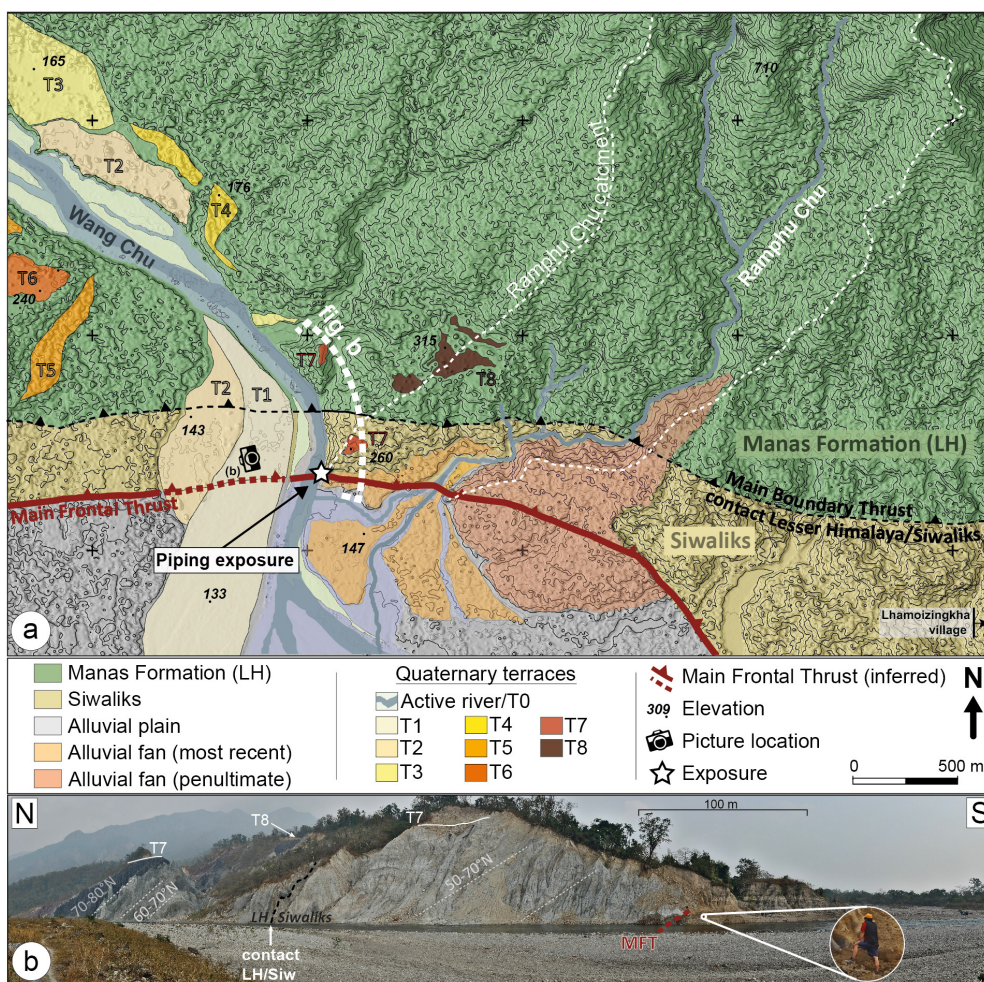 165
T3
T2
176
T4
710
Wang Chu
Ramphu Chu catchment
Ramphu Chu
T6
240
T5
fig. b
T7
315
T8
T2
T1
143
(b)
T7
260
Manas Formation (LH)
Main Boundary Thrust
contact Lesser Himalaya/Siwaliks
Main Frontal Thrust
Siwaliks
Piping exposure
147
133
Lhamoizingkha
village
a
Manas Formation (LH)
Siwaliks
Alluvial plain
Alluvial fan (most recent)
Alluvial fan (penultimate)
Quaternary terraces
Active river/T0
T1
T2
T3
T4
T5
T6
T7
T8
Main Frontal Thrust (inferred)
309 Elevation
Picture location
Exposure
N
0 500 m
N
S
100 m
T7
T8
T7
70-80°N
60-70°N
50-70°N
LH Siwaliks
contact
LH/Siw
MFT
b